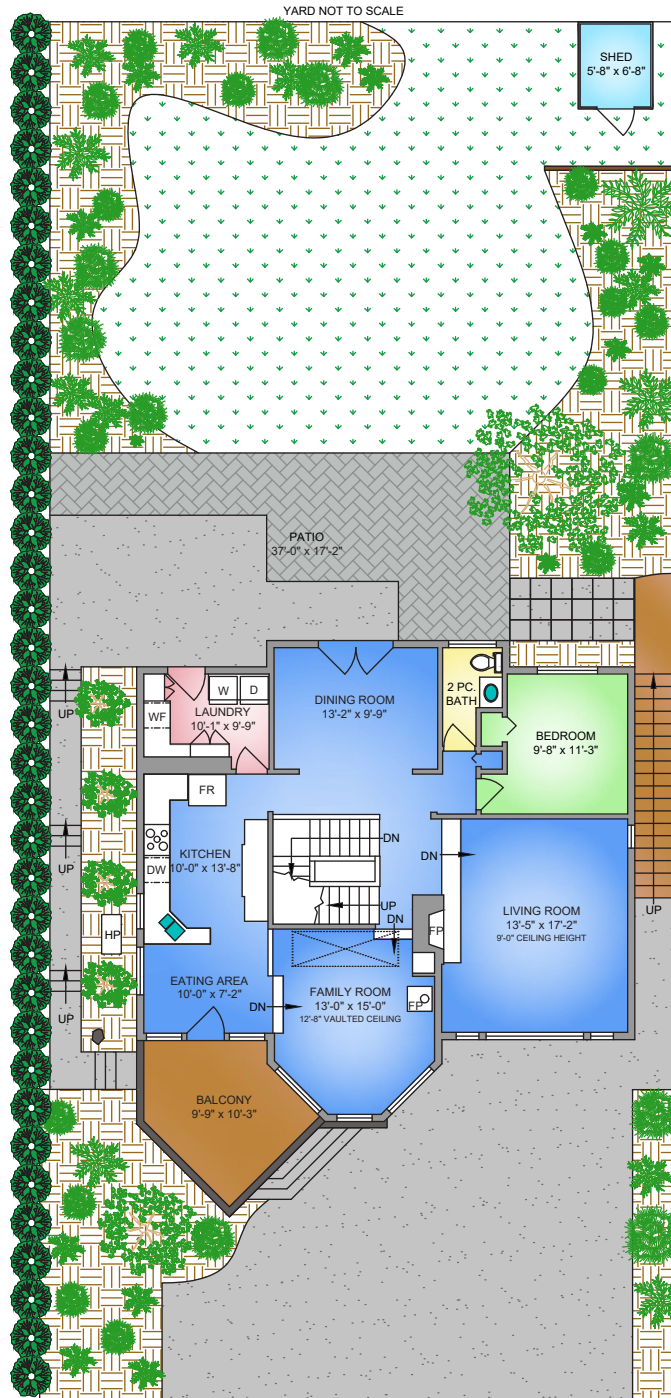 YARD NOT TO SCALE
SHED
5'-8" x 6'-8"
PATIO
37'-0" x 17'-2"
UP
WF
W
D
LAUNDRY
10'-1" x 9'-9"
DINING ROOM
13'-2" x 9'-9"
2 PC.
BATH
BEDROOM
9'-8" x 11'-3"
FR
UP
KITCHEN
10'-0" x 13'-8"
DW
DN
DN
UP
DN
LIVING ROOM
13'-5" x 17'-2"
9'-0" CEILING HEIGHT
UP
HP
FP
EATING AREA
10'-0" x 7'-2"
DN
FAMILY ROOM
13'-0" x 15'-0"
12'-8" VAULTED CEILING
FP
UP
BALCONY
9'-9" x 10'-3"